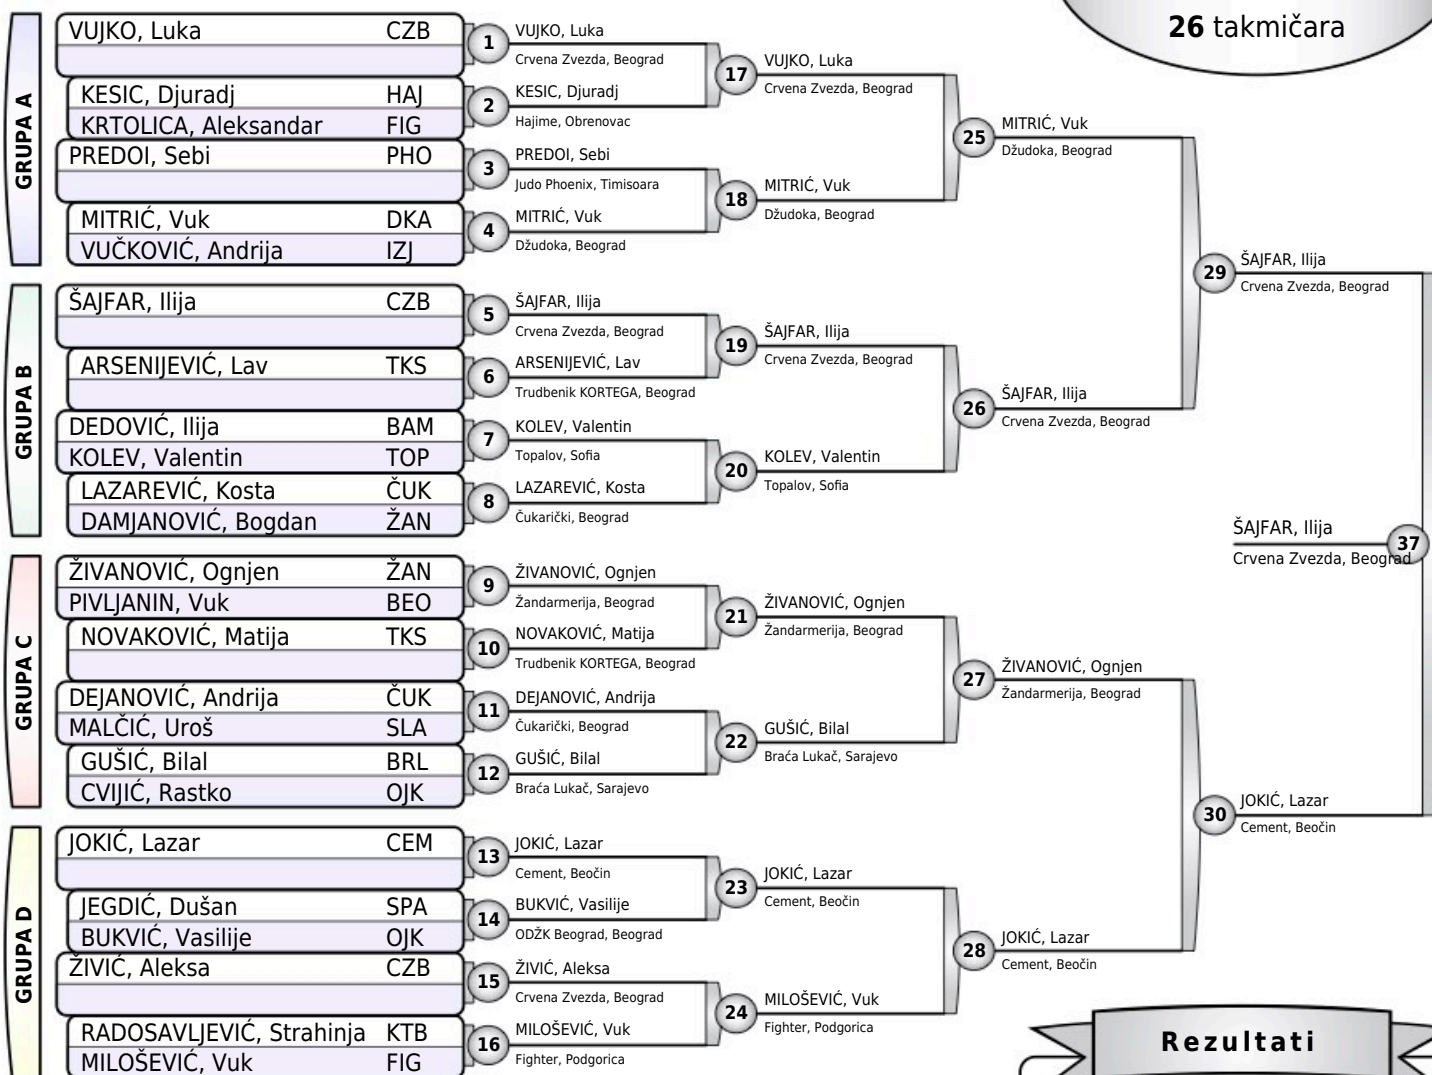 26 takmičara
GRUPA A
VUJKO, Luka CZB
KESIC, Djuradj HAJ
KRTOLICA, Aleksandar FIG
PREDOI, Sebi PHO
MITRIĆ, Vuk DKA
VUČKOVIĆ, Andrija IZJ
1
VUJKO, Luka
Crvena Zvezda, Beograd
2
KESIC, Djuradj
Hajime, Obrenovac
3
PREDOI, Sebi
Judo Phoenix, Timisoara
4
MITRIĆ, Vuk
Džudoka, Beograd
17
VUJKO, Luka
Crvena Zvezda, Beograd
18
MITRIĆ, Vuk
Džudoka, Beograd
25
MITRIĆ, Vuk
Džudoka, Beograd
GRUPA B
ŠAJFAR, Ilija CZB
ARSENIJEVIĆ, Lav TKS
DEDOVIĆ, Ilija BAM
KOLEV, Valentin TOP
LAZAREVIĆ, Kosta ČUK
DAMJANOVIĆ, Bogdan ŽAN
5
ŠAJFAR, Ilija
Crvena Zvezda, Beograd
6
ARSENIJEVIĆ, Lav
Trudbenik KORTEGA, Beograd
7
KOLEV, Valentin
Topalov, Sofia
8
LAZAREVIĆ, Kosta
Čukarički, Beograd
19
ŠAJFAR, Ilija
Crvena Zvezda, Beograd
20
KOLEV, Valentin
Topalov, Sofia
26
ŠAJFAR, Ilija
Crvena Zvezda, Beograd
29
ŠAJFAR, Ilija
Crvena Zvezda, Beograd
37
ŠAJFAR, Ilija
Crvena Zvezda, Beograd
GRUPA C
ŽIVANOVIĆ, Ognjen ŽAN
PIVLJANIN, Vuk BEO
NOVAKOVIĆ, Matija TKS
DEJANOVIĆ, Andrija ČUK
MALČIĆ, Uroš SLA
GUŠIĆ, Bilal BRL
CVIJIĆ, Rastko OJK
9
ŽIVANOVIĆ, Ognjen
Žandarmerija, Beograd
10
NOVAKOVIĆ, Matija
Trudbenik KORTEGA, Beograd
11
DEJANOVIĆ, Andrija
Čukarički, Beograd
12
GUŠIĆ, Bilal
Braća Lukač, Sarajevo
21
ŽIVANOVIĆ, Ognjen
Žandarmerija, Beograd
22
GUŠIĆ, Bilal
Braća Lukač, Sarajevo
27
ŽIVANOVIĆ, Ognjen
Žandarmerija, Beograd
GRUPA D
JOKIĆ, Lazar CEM
JEGDIĆ, Dušan SPA
BUKVIĆ, Vasilije OJK
ŽIVIĆ, Aleksa CZB
RADOSAVLJEVIĆ, Strahinja KTB
MILOŠEVIĆ, Vuk FIG
13
JOKIĆ, Lazar
Cement, Beočin
14
BUKVIĆ, Vasilije
ODŽK Beograd, Beograd
15
ŽIVIĆ, Aleksa
Crvena Zvezda, Beograd
16
MILOŠEVIĆ, Vuk
Fighter, Podgorica
23
JOKIĆ, Lazar
Cement, Beočin
24
MILOŠEVIĆ, Vuk
Fighter, Podgorica
28
JOKIĆ, Lazar
Cement, Beočin
30
JOKIĆ, Lazar
Cement, Beočin
Rezultati